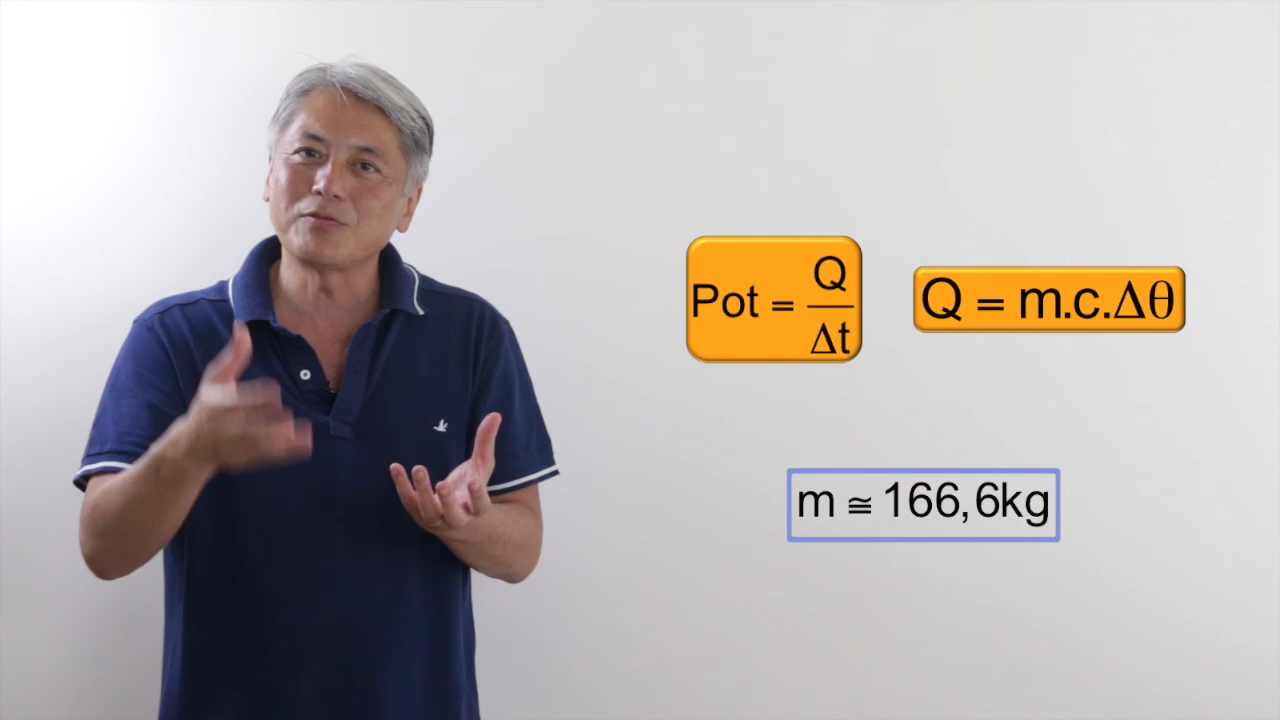 Pot = Q/Δt
Q = m.c.Δθ
m ≅ 166,6kg